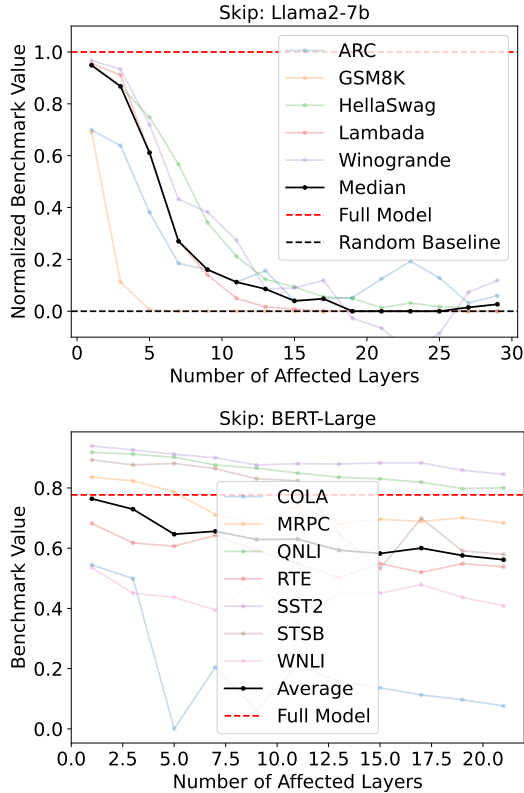 Skip: Llama2-7b
Normalized Benchmark Value
1.0
0.8
0.6
0.4
0.2
0.0
ARC
GSM8K
HellaSwag
Lambada
Winogrande
Median
Full Model
Random Baseline
0 5 10 15 20 25 30
Number of Affected Layers
Skip: BERT-Large
Benchmark Value
0.8
0.6
0.4
0.2
0.0
COLA
MRPC
QNLI
RTE
SST2
STSB
WNLI
Average
Full Model
0.0 2.5 5.0 7.5 10.0 12.5 15.0 17.5 20.0
Number of Affected Layers